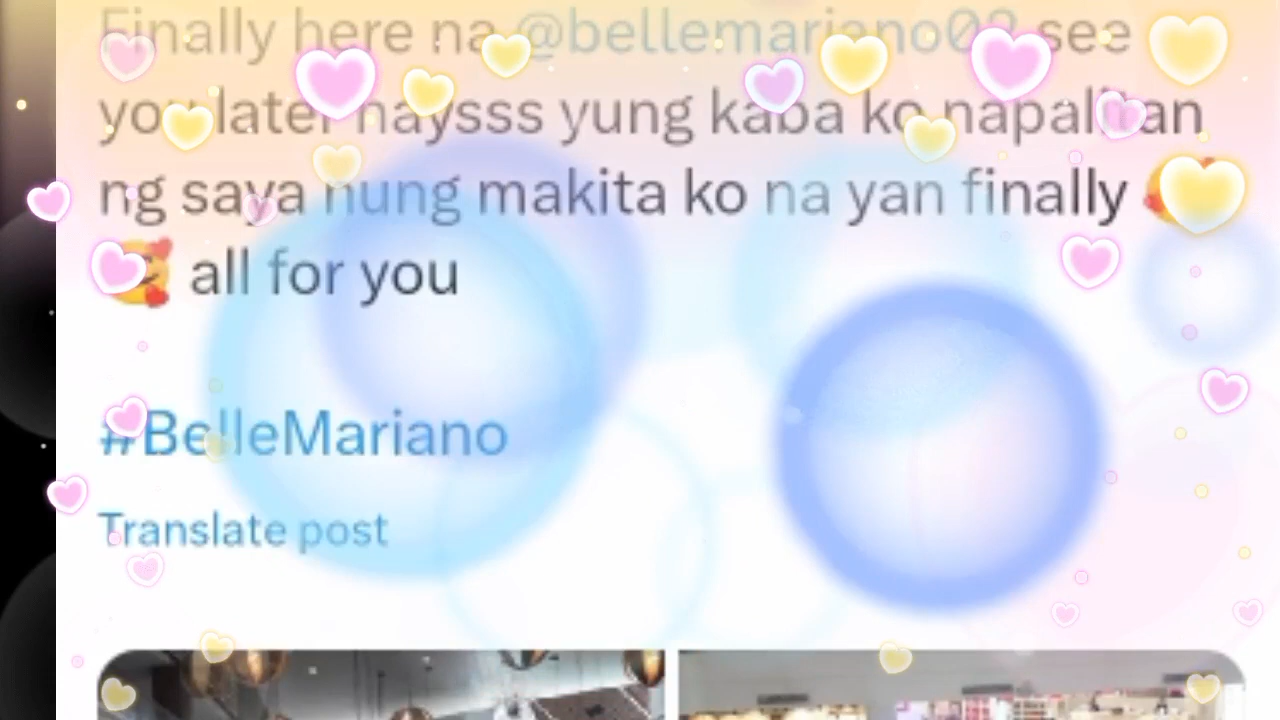 Finally here na @bellemariano02 see
you later naysss yung kaba ko napalitan
ng saya nung makita ko na yan finally 🥰
🥰 all for you
#BelleMariano
Translate post